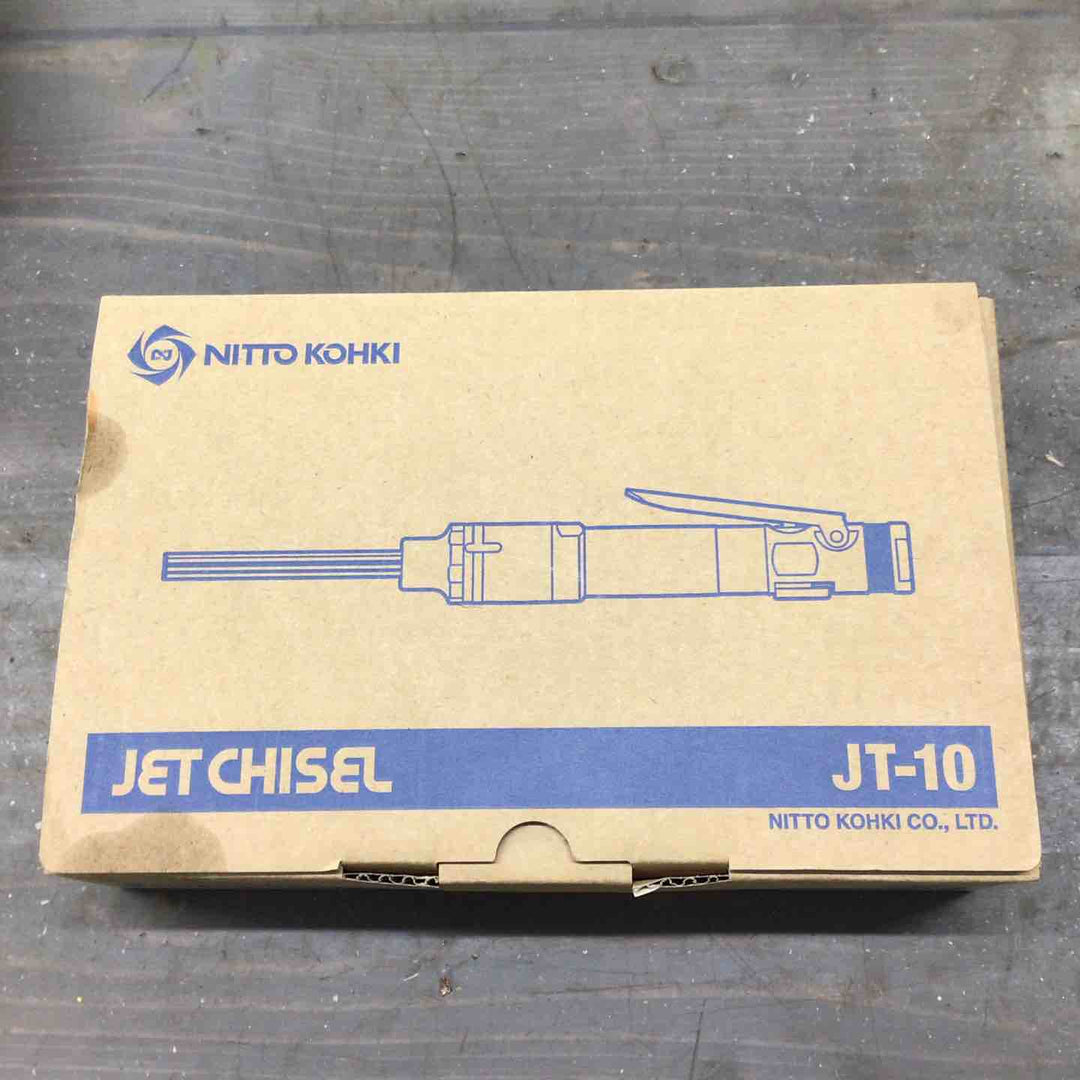 NITTO KOHKI
JET CHISEL
JT-10
NITTO KOHKI CO., LTD.